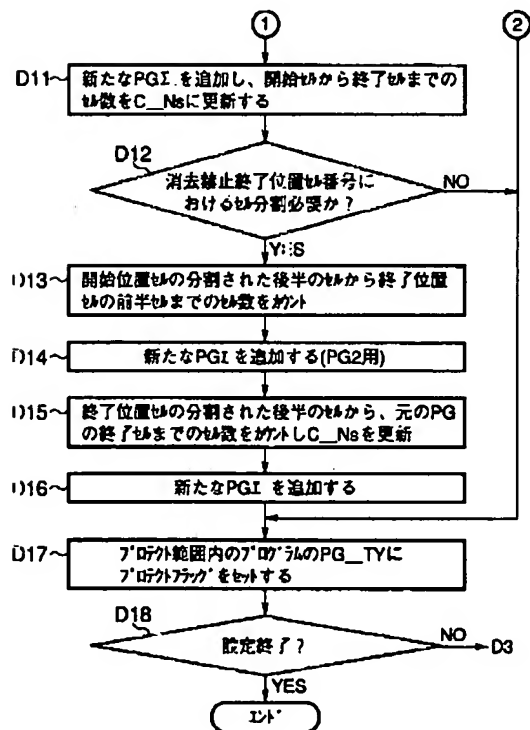 ① ②
D11 新たなPGIを追加し、開始ｾﾙから終了ｾﾙまでの
ｾﾙ数をC__Nsに更新する
D12
消去禁止終了位置ｾﾙ番号に
おけるｾﾙ分割必要か？
NO
YES
D13 開始位置ｾﾙの分割された後半のｾﾙから終了位置
ｾﾙの前半ｾﾙまでのｾﾙ数をｶｳﾝﾄ
D14 新たなPGIを追加する(PG2用)
D15 終了位置ｾﾙの分割された後半のｾﾙから、元のPG
の終了ｾﾙまでのｾﾙ数をｶｳﾝﾄしC__Nsを更新
D16 新たなPGIを追加する
D17 ﾌﾟﾛﾃｸﾄ範囲内のﾌﾟﾛｸﾞﾗﾑのPG__TYに
ﾌﾟﾛﾃｸﾄﾌﾗｯｸﾞをｾｯﾄする
D18
設定終了？
NO D3
YES
ｴﾝﾄﾞ